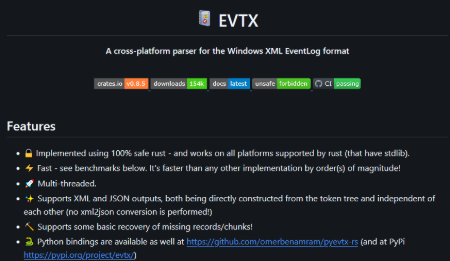 EVTX
A cross-platform parser for the Windows XML EventLog format
crates.io v0.8.5 downloads 154k docs latest unsafe forbidden CI passing
Features
Implemented using 100% safe rust - and works on all platforms supported by rust (that have stdlib).
Fast - see benchmarks below. It's faster than any other implementation by order(s) of magnitude!
Multi-threaded.
Supports XML and JSON outputs, both being directly constructed from the token tree and independent of
each other (no xml2json conversion is performed!)
Supports some basic recovery of missing records/chunks!
Python bindings are available as well at https://github.com/omerbenamram/pyevtx-rs (and at PyPi
https://pypi.org/project/evtx/)